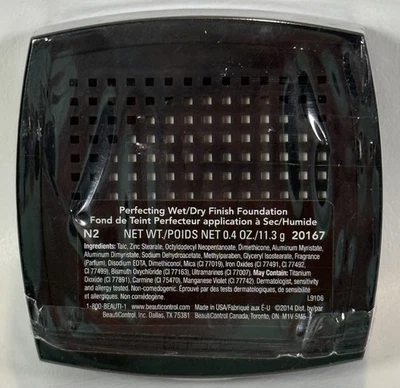 Perfecting Wet/Dry Finish Foundation
Fond de Teint Perfecteur application à Sec/Humide
N2 NET WT./POIDS NET 0.4 OZ./11.3 g 20167
Ingredients: Talc, Zinc Stearate, Octyldodecyl Neopentanoate, Dimethicone, Aluminum Myristate,
Aluminum Dimyristate, Sodium Dehydroacetate, Methylparaben, Glyceryl Isostearate, Fragrance
(Parfum), Disodium EDTA, Dimethiconol, Mica (CI 77019), Iron Oxides (CI 77491, CI 77492,
CI 77499), Bismuth Oxychloride (CI 77163), Ultramarines (CI 77007). May Contain: Titanium
Dioxide (CI 77891), Carmine (CI 75470), Manganese Violet (CI 77742). Dermatologist, sensitivity
and allergy tested. Non-comedogenic. Éprouvé par des tests dermatologiques, de sensibilité
et allergiques. Non comédogénic. L9106
1-800-BEAUTI-1 www.beauticontrol.com Made in USA/Fabriqué aux É-U ©2014 Dist. by/par
BeautiControl, Inc. Dallas, TX 75381 BeautiControl Canada, Toronto, ON M1V 5M6